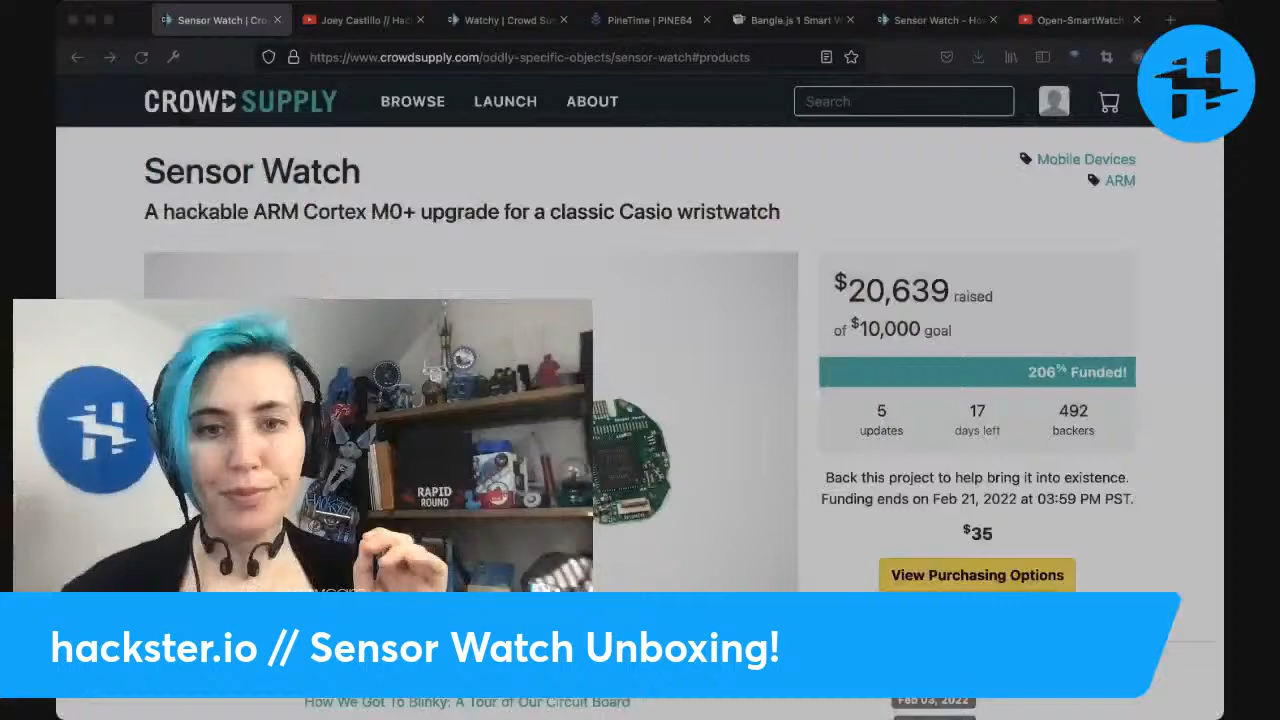 Sensor Watch | Cro
Joey Castillo // Hac
Watchy | Crowd Sup
PineTime | PINE64
Bangle.js 1 Smart W
Sensor Watch - Ho
Open-SmartWatch
https://www.crowdsupply.com/oddly-specific-objects/sensor-watch#products
CROWD SUPPLY
BROWSE
LAUNCH
ABOUT
Search
Sensor Watch
Mobile Devices
ARM
A hackable ARM Cortex M0+ upgrade for a classic Casio wristwatch
$20,639 raised
of $10,000 goal
206% Funded!
5
updates
17
days left
492
backers
Back this project to help bring it into existence.
Funding ends on Feb 21, 2022 at 03:59 PM PST.
$35
View Purchasing Options
RAPID
ROUND
hackster.io // Sensor Watch Unboxing!
How We Got To Blinky: A Tour of Our Circuit Board
Feb 03, 2022